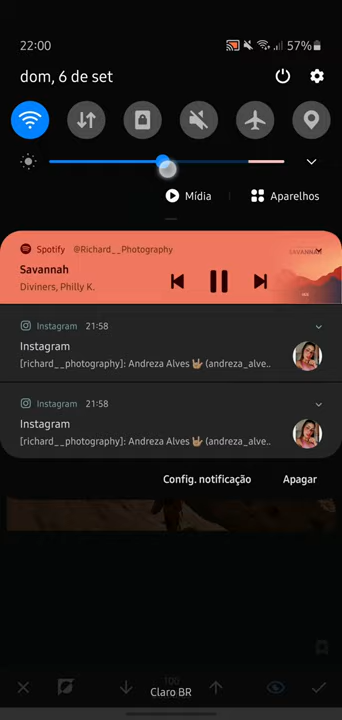 22:00
57%
dom, 6 de set
Mídia
Aparelhos
Spotify @Richard__Photography
Savannah
Diviners, Philly K.
SAVANNAH
Instagram 21:58
Instagram
[richard__photography]: Andreza Alves🤟🏽(andreza_alve..
Instagram 21:58
Instagram
[richard__photography]: Andreza Alves🤟🏽(andreza_alve..
Config. notificação
Apagar
100
Claro BR